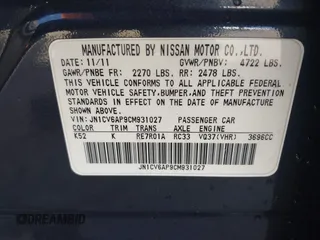 MANUFACTURED BY NISSAN MOTOR CO.,LTD.
DATE: 11/11 GVWR/PNBV: 4722 LBS.
GAWR/PNBE FR: 2270 LBS. RR: 2478 LBS.
THIS VEHICLE CONFORMS TO ALL APPLICABLE
FEDERAL MOTOR VEHICLE SAFETY, BUMPER, AND THEFT
PREVENTION STANDARDS IN EFFECT ON THE DATE OF
MANUFACTURE SHOWN ABOVE.
VIN: JN1CV6AP9CM931027 PASSENGER CAR
COLOR TRIM TRANS AXLE ENGINE
K52 K RE7R01A RC33 VQ37(VHR) 3696CC
JN1CV6AP9CM931027